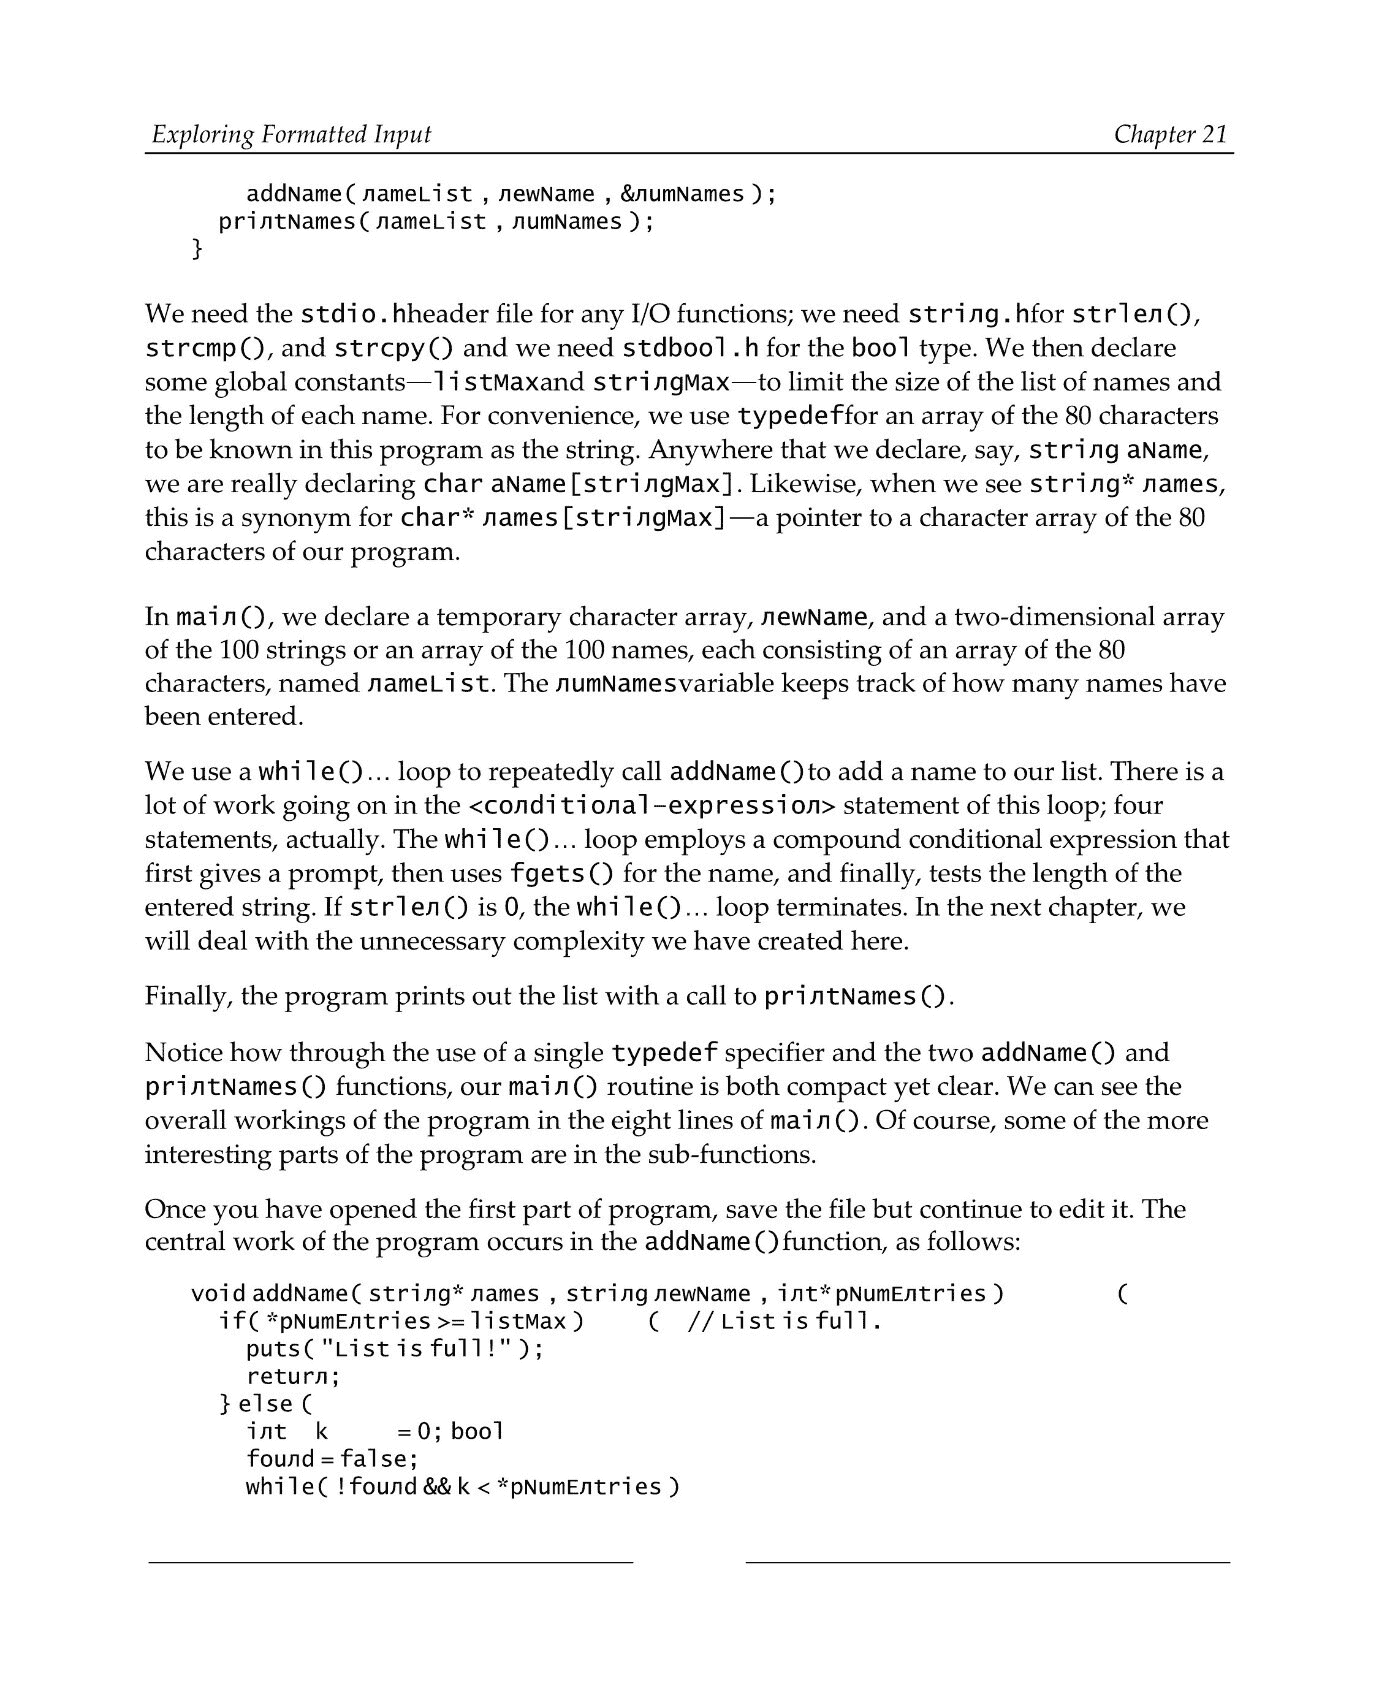 Exploring Formatted Input Chapter 21
addName( лameList , лewName , &лumNames );
priлtNames( лameList , лumNames );
}
We need the stdio.hheader file for any I/O functions; we need striлg.hfor strleл(),
strcmp(), and strcpy() and we need stdbool.h for the bool type. We then declare
some global constants—listMaxand striлgMax—to limit the size of the list of names and
the length of each name. For convenience, we use typedeffor an array of the 80 characters
to be known in this program as the string. Anywhere that we declare, say, striлg aName,
we are really declaring char aName[striлgMax]. Likewise, when we see striлg* лames,
this is a synonym for char* лames[striлgMax]—a pointer to a character array of the 80
characters of our program.
In maiл(), we declare a temporary character array, лewName, and a two-dimensional array
of the 100 strings or an array of the 100 names, each consisting of an array of the 80
characters, named лameList. The лumNamesvariable keeps track of how many names have
been entered.
We use a while()… loop to repeatedly call addName()to add a name to our list. There is a
lot of work going on in the <coлditioлal-expressioл> statement of this loop; four
statements, actually. The while()… loop employs a compound conditional expression that
first gives a prompt, then uses fgets() for the name, and finally, tests the length of the
entered string. If strleл() is 0, the while()… loop terminates. In the next chapter, we
will deal with the unnecessary complexity we have created here.
Finally, the program prints out the list with a call to priлtNames().
Notice how through the use of a single typedef specifier and the two addName() and
priлtNames() functions, our maiл() routine is both compact yet clear. We can see the
overall workings of the program in the eight lines of maiл(). Of course, some of the more
interesting parts of the program are in the sub-functions.
Once you have opened the first part of program, save the file but continue to edit it. The
central work of the program occurs in the addName()function, as follows:
void addName( striлg* лames , striлg лewName , iлt* pNumEлtries ) (
if( *pNumEлtries >= listMax ) ( // List is full.
puts( "List is full!" );
returл;
} else (
iлt k = 0; bool
fouлd = false;
while( !fouлd && k < *pNumEлtries )